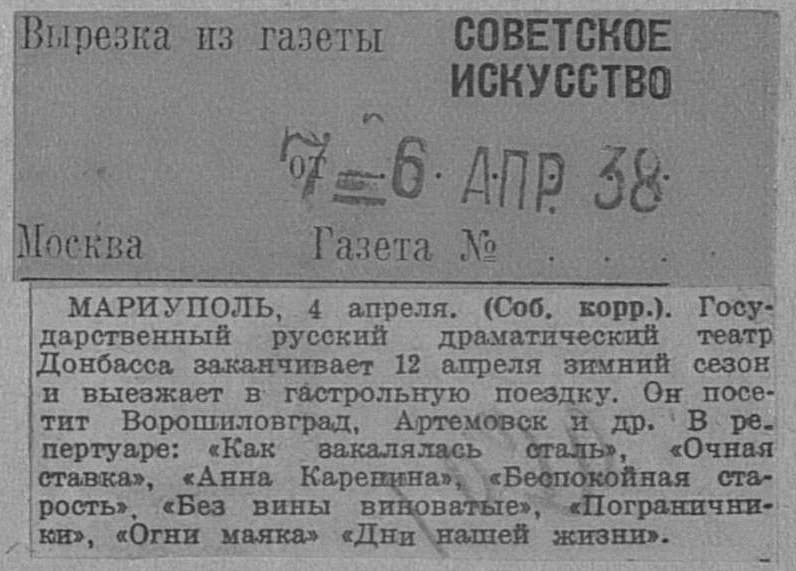 Вырезка из газеты СОВЕТСКОЕ
ИСКУССТВО
от 6 АПР. 38
Москва Газета № . . . .
МАРИУПОЛЬ, 4 апреля. (Соб. корр.). Госу-
дарственный русский драматический театр
Донбасса заканчивает 12 апреля зимний сезон
и выезжает в гастрольную поездку. Он посе-
тит Ворошиловград, Артемовск и др. В ре-
пертуаре: «Как закалялась сталь», «Очная
ставка», «Анна Каренина», «Беспокойная ста-
рость», «Без вины виноватые», «Пограничн-
ки», «Огни маяка» «Дни нашей жизни».